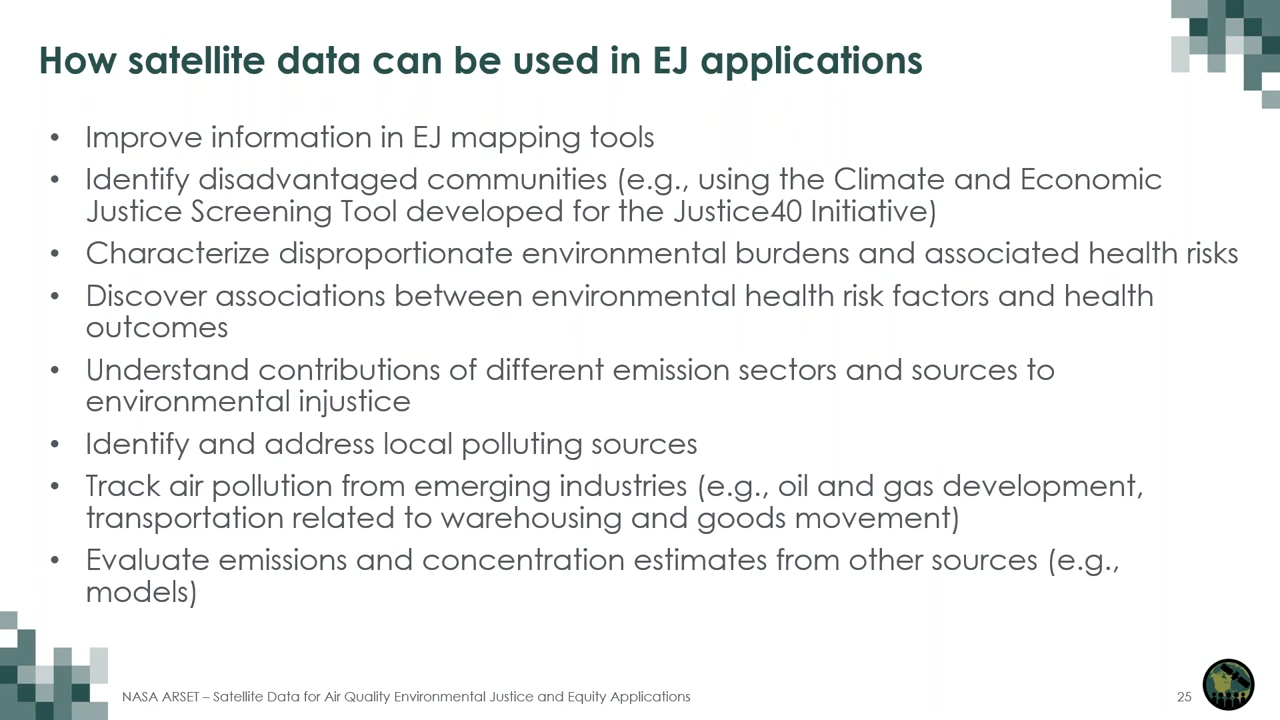 How satellite data can be used in EJ applications
• Improve information in EJ mapping tools
• Identify disadvantaged communities (e.g., using the Climate and Economic
Justice Screening Tool developed for the Justice40 Initiative)
• Characterize disproportionate environmental burdens and associated health risks
• Discover associations between environmental health risk factors and health
outcomes
• Understand contributions of different emission sectors and sources to
environmental injustice
• Identify and address local polluting sources
• Track air pollution from emerging industries (e.g., oil and gas development,
transportation related to warehousing and goods movement)
• Evaluate emissions and concentration estimates from other sources (e.g.,
models)
NASA ARSET – Satellite Data for Air Quality Environmental Justice and Equity Applications
25